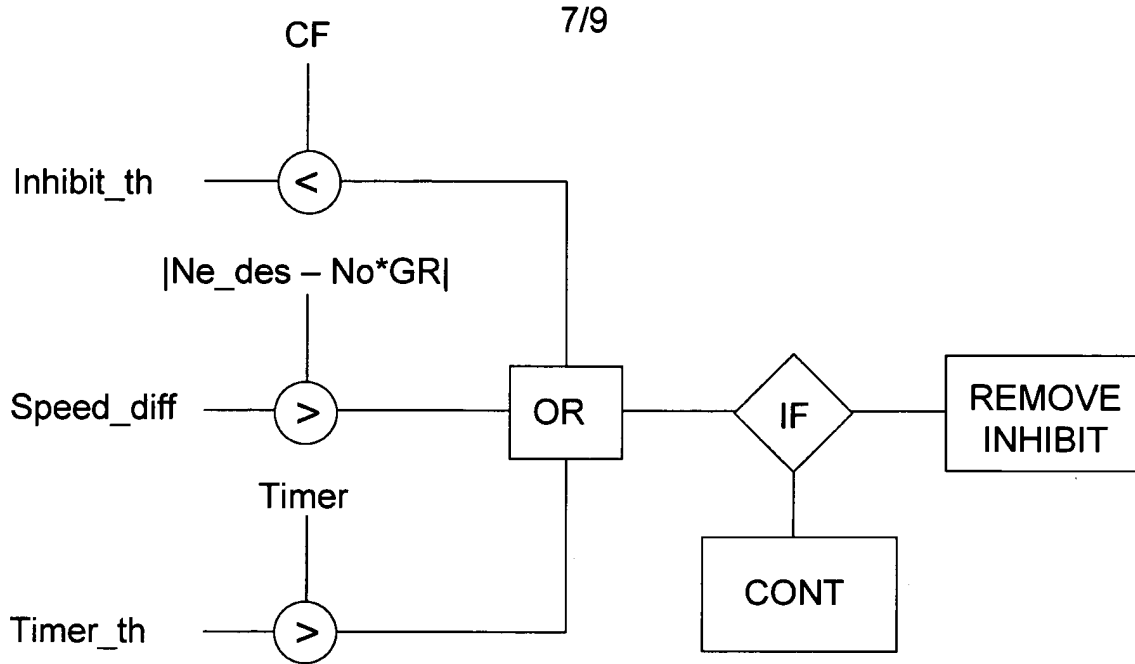 7/9
CF
Inhibit_th
<
|Ne_des – No*GR|
Speed_diff
>
OR
IF
REMOVE
INHIBIT
Timer
CONT
Timer_th
>